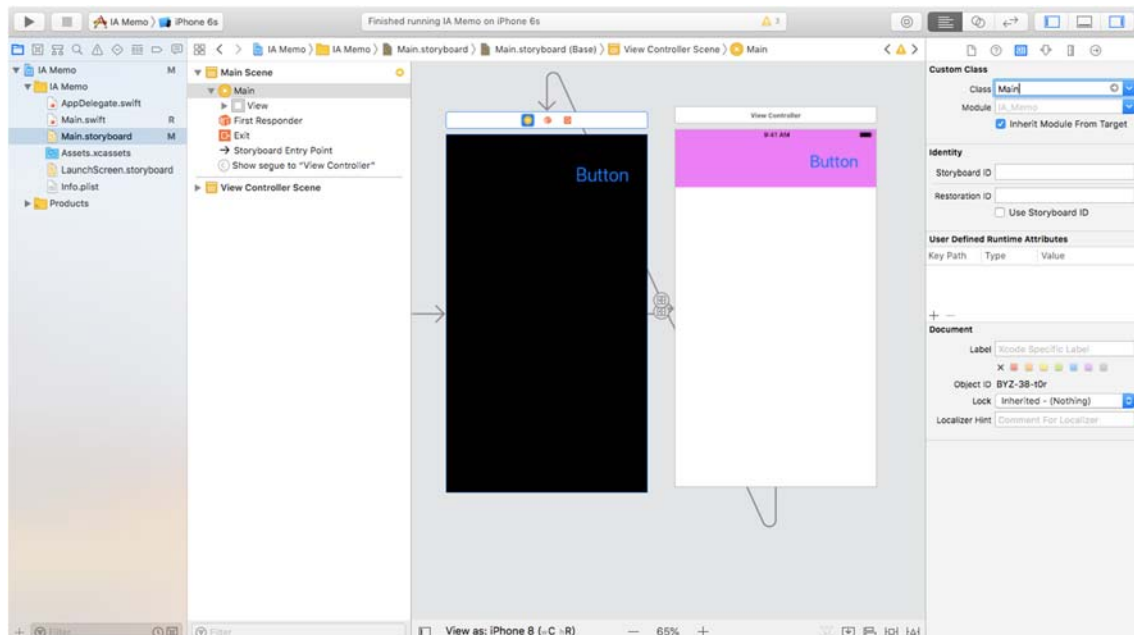 IA Memo › iPhone 6s
Finished running IA Memo on iPhone 6s
3
IA Memo › IA Memo › Main.storyboard › Main.storyboard (Base) › View Controller Scene › Main
IA Memo M
IA Memo
AppDelegate.swift
Main.swift R
Main.storyboard M
Assets.xcassets
LaunchScreen.storyboard
Info.plist
Products
Filter
Main Scene
Main
View
First Responder
Exit
Storyboard Entry Point
Show segue to "View Controller"
View Controller Scene
Filter
Button
View Controller
9:41 AM
Button
View as: iPhone 8 (wC hR)
— 65% +
Custom Class
Class Main
Module IA_Memo
Inherit Module From Target
Identity
Storyboard ID
Restoration ID
Use Storyboard ID
User Defined Runtime Attributes
Key Path Type Value
+ —
Document
Label Xcode Specific Label
Object ID BYZ-38-t0r
Lock Inherited - (Nothing)
Localizer Hint Comment For Localizer